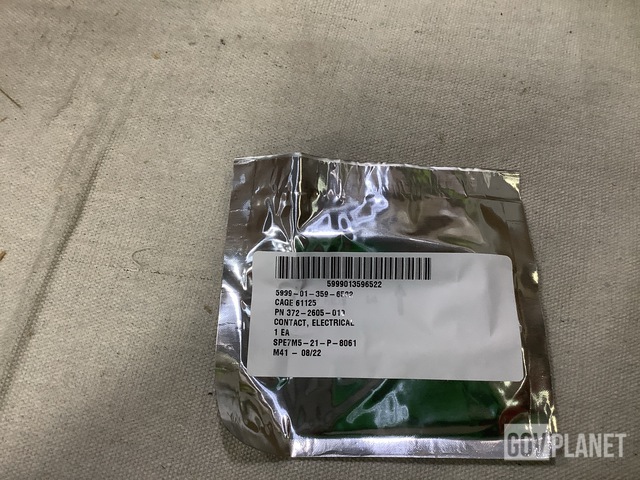 5999013596522
5999-01-359-6522
CAGE 61125
PN 372-2605-010
CONTACT, ELECTRICAL
1 EA
SPE7M5-21-P-8061
M41 - 08/22
GOVPLANET